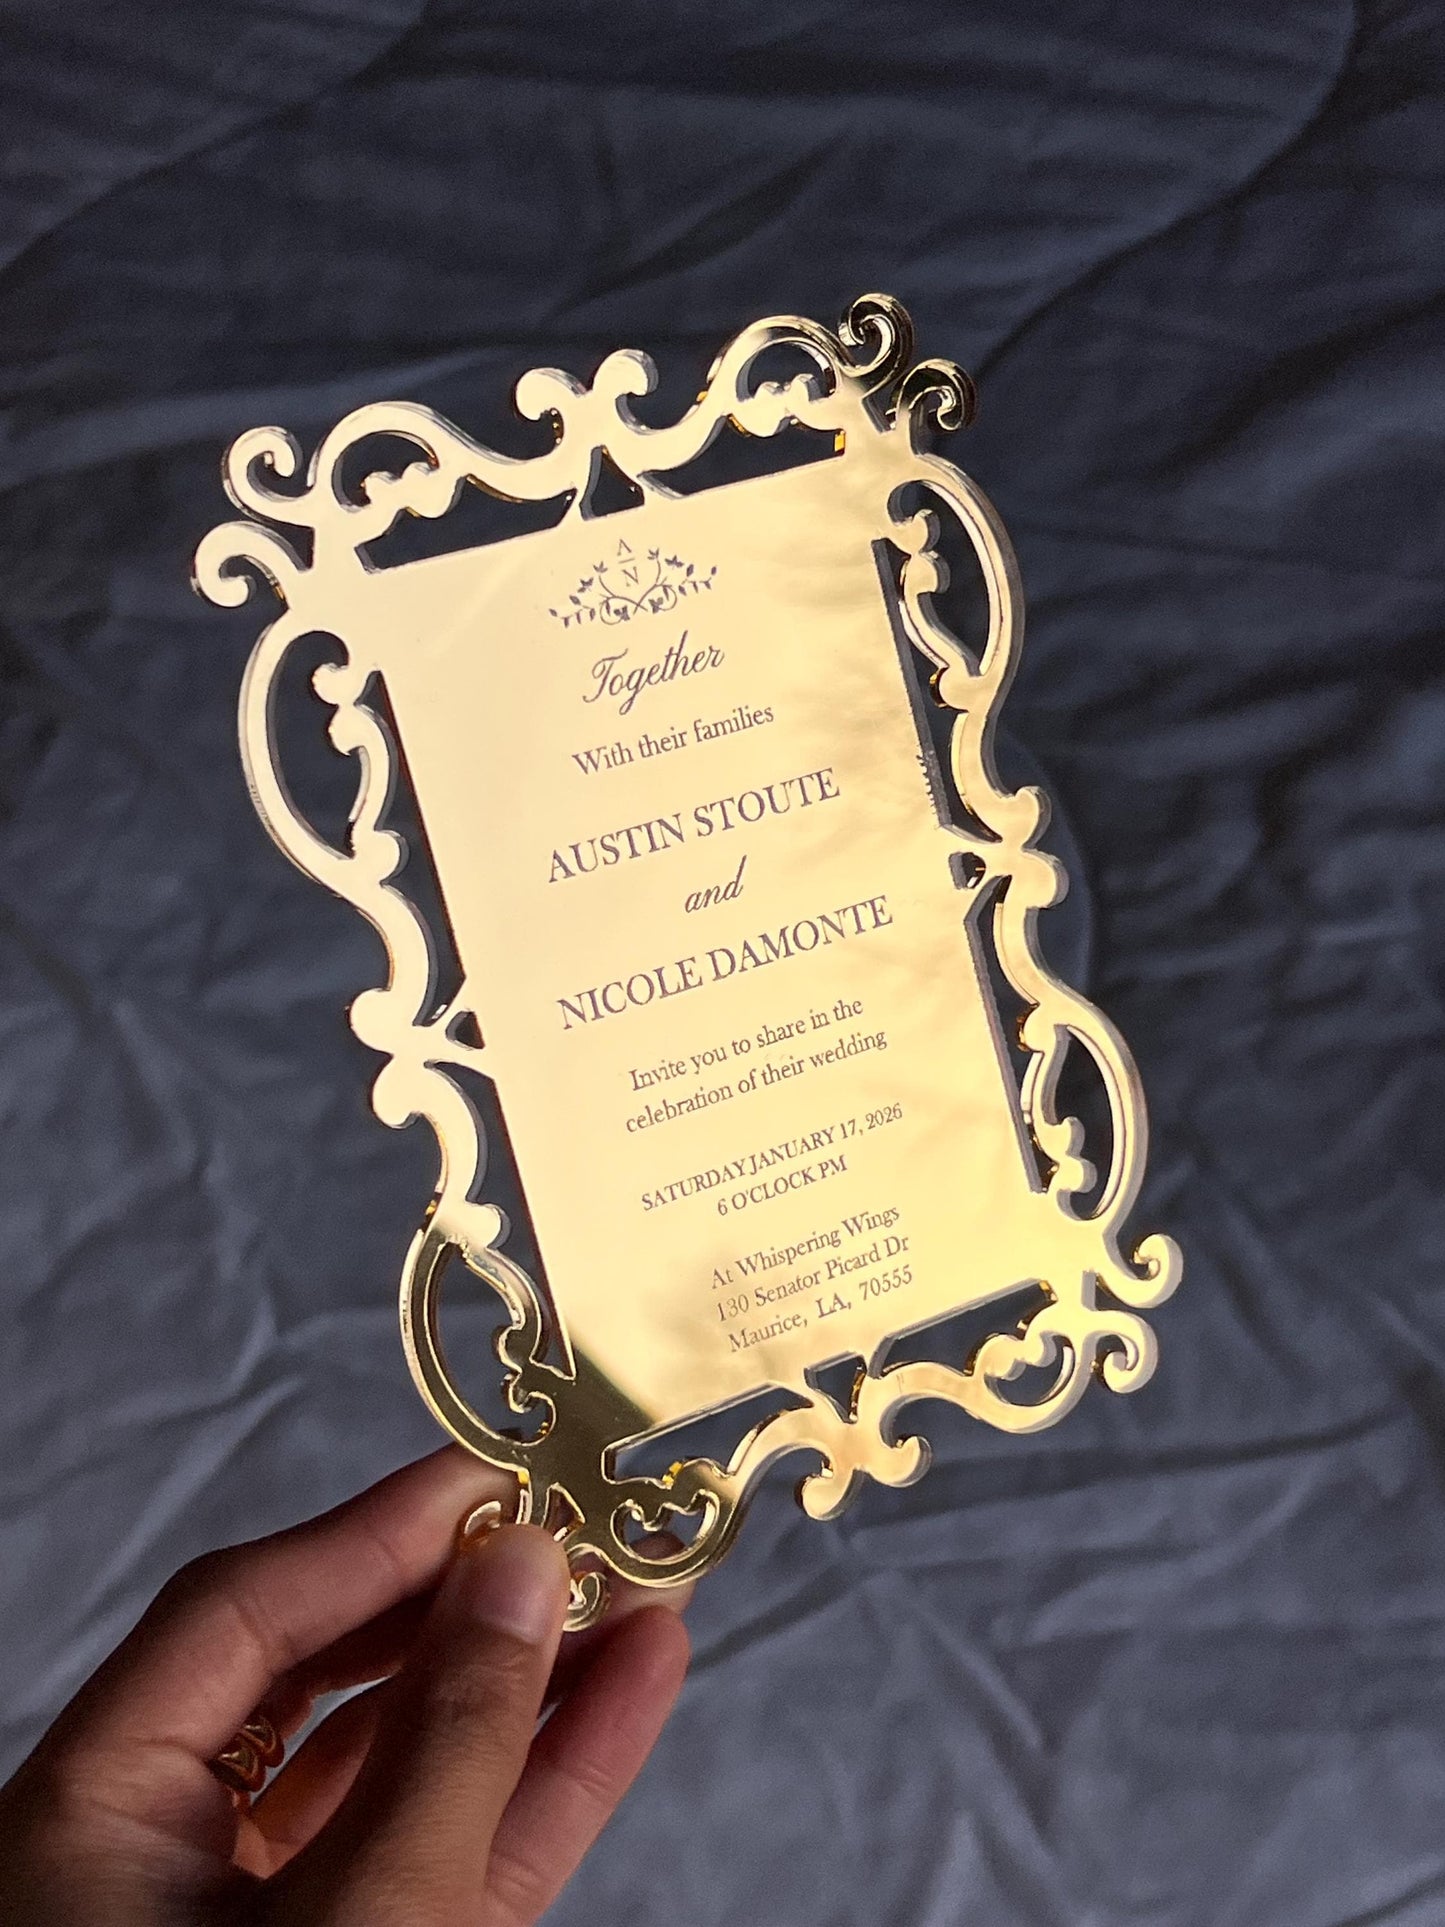 A
N
Together
With their families
AUSTIN STOUTE
and
NICOLE DAMONTE
Invite you to share in the
celebration of their wedding
SATURDAY JANUARY 17, 2026
6 O'CLOCK PM
At Whispering Wings
130 Senator Picard Dr
Maurice, LA, 70555